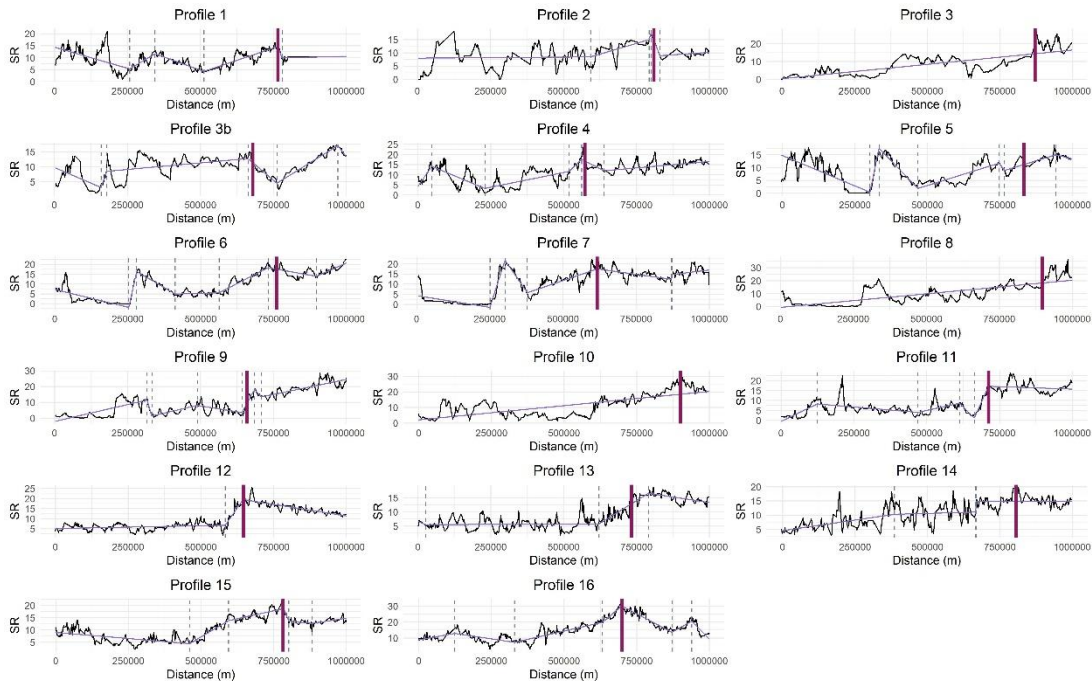 Profile 1
SR
20
15
10
5
0
0 250000 500000 750000 1000000
Distance (m)
Profile 2
SR
15
10
5
0
0 250000 500000 750000 1000000
Distance (m)
Profile 3
SR
20
10
0
0 250000 500000 750000 1000000
Distance (m)
Profile 3b
SR
15
10
5
0 250000 500000 750000 1000000
Distance (m)
Profile 4
SR
25
20
15
10
5
0
0 250000 500000 750000 1000000
Distance (m)
Profile 5
SR
15
10
5
0
0 250000 500000 750000 1000000
Distance (m)
Profile 6
SR
20
15
10
5
0
0 250000 500000 750000 1000000
Distance (m)
Profile 7
SR
20
15
10
5
0
0 250000 500000 750000 1000000
Distance (m)
Profile 8
SR
30
20
10
0
0 250000 500000 750000 1000000
Distance (m)
Profile 9
SR
30
20
10
0
0 250000 500000 750000 1000000
Distance (m)
Profile 10
SR
30
20
10
0
0 250000 500000 750000 1000000
Distance (m)
Profile 11
SR
20
15
10
5
0
0 250000 500000 750000 1000000
Distance (m)
Profile 12
SR
25
20
15
10
5
0 250000 500000 750000 1000000
Distance (m)
Profile 13
SR
15
10
5
0 250000 500000 750000 1000000
Distance (m)
Profile 14
SR
20
15
10
5
0 250000 500000 750000 1000000
Distance (m)
Profile 15
SR
20
15
10
5
0 250000 500000 750000 1000000
Distance (m)
Profile 16
SR
30
20
10
0 250000 500000 750000 1000000
Distance (m)